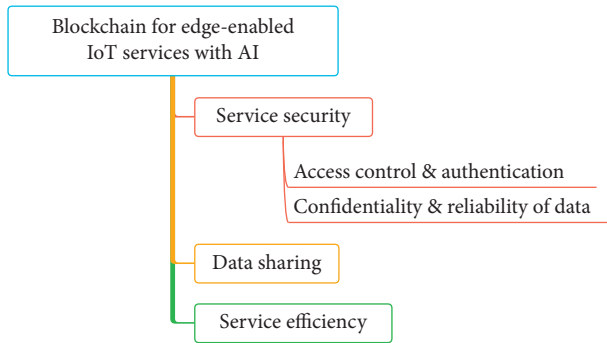 Blockchain for edge-enabled
IoT services with AI
Service security
Access control & authentication
Confidentiality & reliability of data
Data sharing
Service efficiency